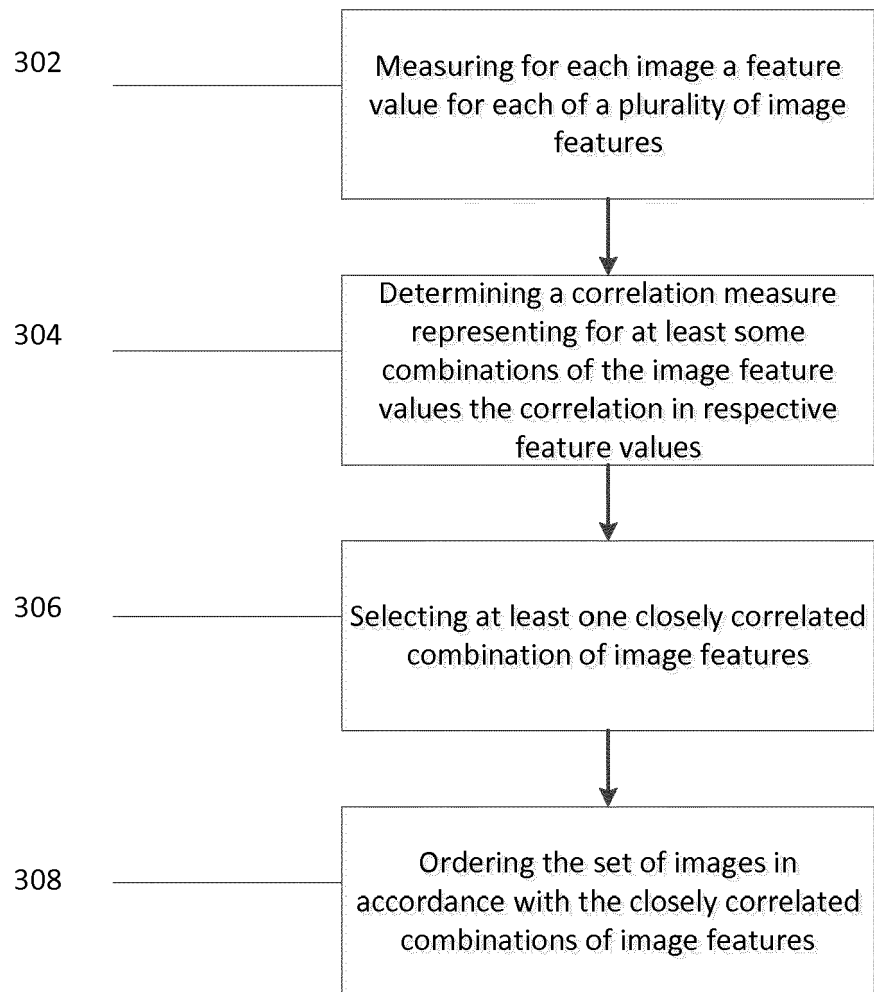 302
Measuring for each image a feature
value for each of a plurality of image
features
304
Determining a correlation measure
representing for at least some
combinations of the image feature
values the correlation in respective
feature values
306
Selecting at least one closely correlated
combination of image features
308
Ordering the set of images in
accordance with the closely correlated
combinations of image features